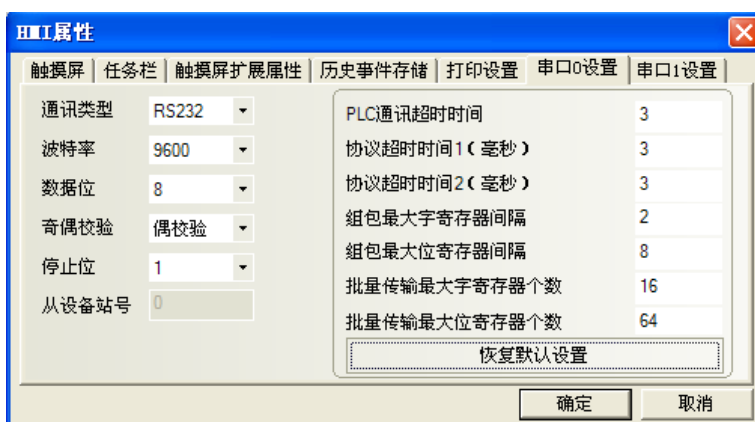 HMI属性
触摸屏 任务栏 触摸屏扩展属性 历史事件存储 打印设置 串口0设置 串口1设置
通讯类型 RS232
波特率 9600
数据位 8
奇偶校验 偶校验
停止位 1
从设备站号 0
PLC通讯超时时间 3
协议超时时间1(毫秒) 3
协议超时时间2(毫秒) 3
组包最大字寄存器间隔 2
组包最大位寄存器间隔 8
批量传输最大字寄存器个数 16
批量传输最大位寄存器个数 64
恢复默认设置
确定 取消